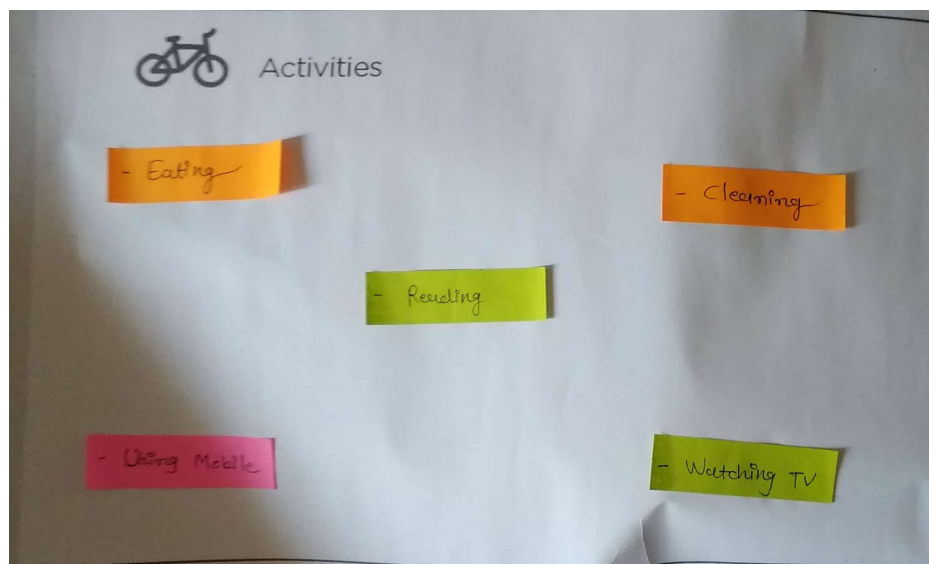 Activities
- Eating
- Cleaning
- Reading
- Using Mobile
- Watching TV